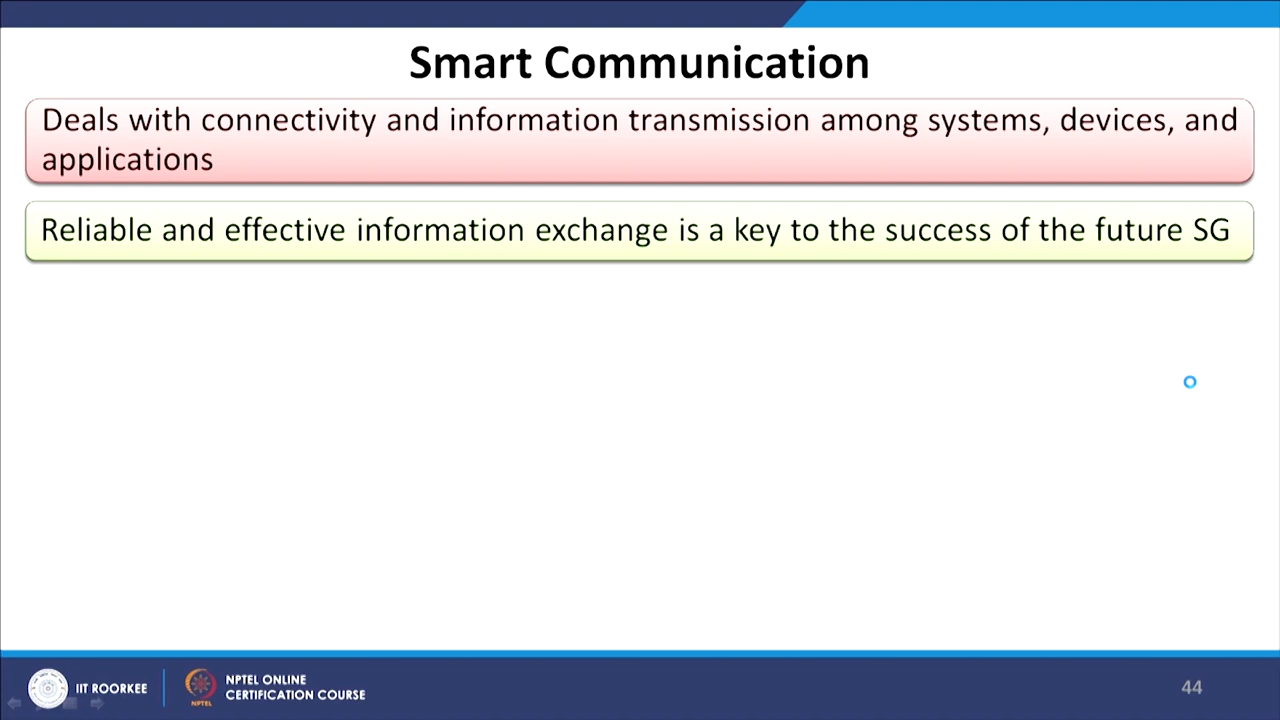 Smart Communication
Deals with connectivity and information transmission among systems, devices, and
applications
Reliable and effective information exchange is a key to the success of the future SG
IIT ROORKEE
NPTEL
NPTEL ONLINE
CERTIFICATION COURSE
44